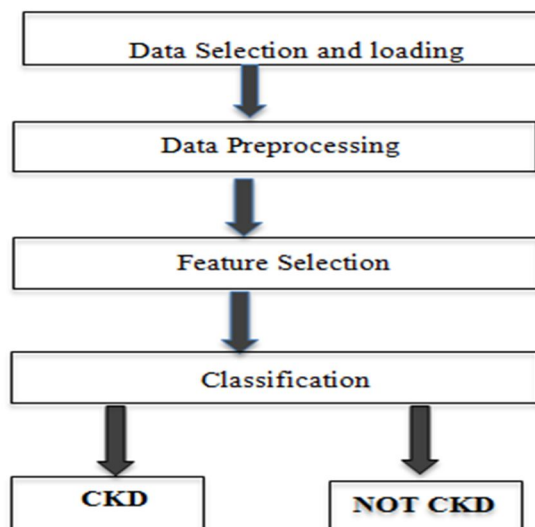 Data Selection and loading
Data Preprocessing
Feature Selection
Classification
CKD
NOT CKD